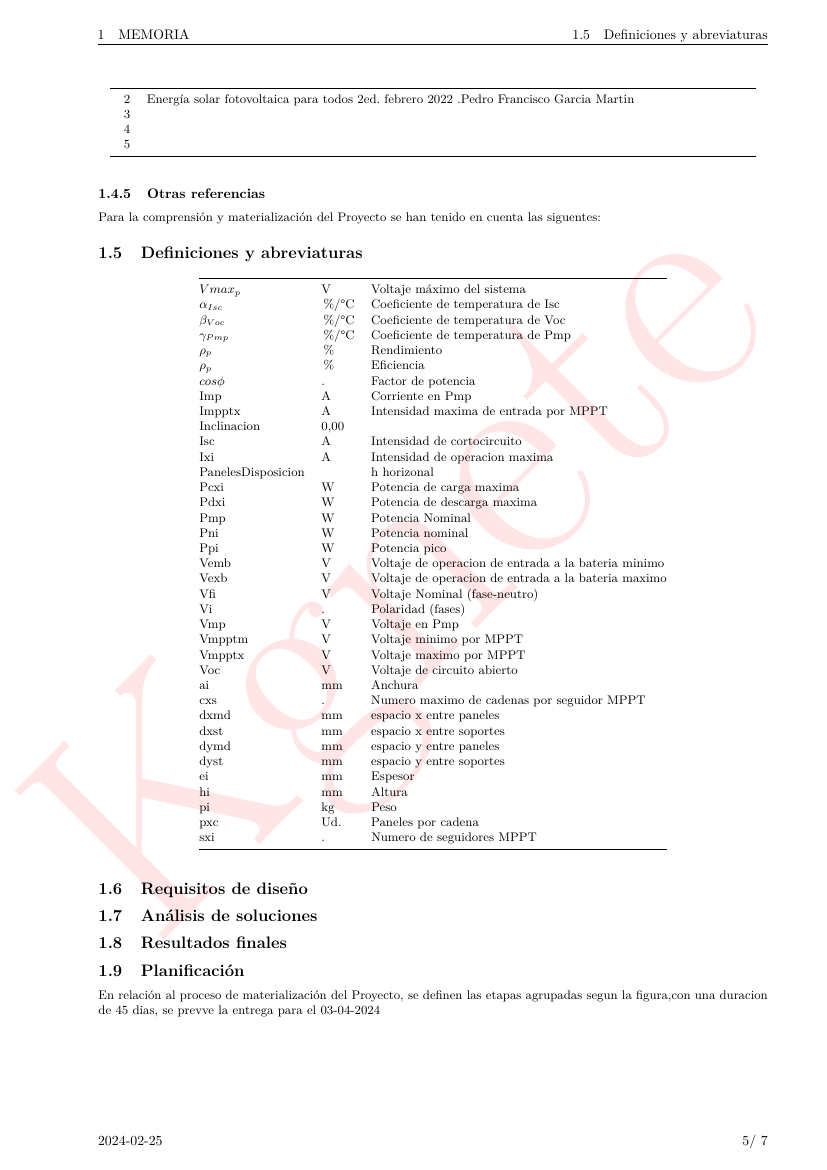 1 MEMORIA 1.5 Definiciones y abreviaturas
2 Energía solar fotovoltaica para todos 2ed. febrero 2022 .Pedro Francisco Garcia Martin
3
4
5
1.4.5 Otras referencias
Para la comprensión y materialización del Proyecto se han tenido en cuenta las siguentes:
1.5 Definiciones y abreviaturas
Vmaxp V Voltaje máximo del sistema
αIsc %/°C Coeficiente de temperatura de Isc
βVoc %/°C Coeficiente de temperatura de Voc
γPmp %/°C Coeficiente de temperatura de Pmp
ρp % Rendimiento
ρp % Eficiencia
cosϕ . Factor de potencia
Imp A Corriente en Pmp
Impptx A Intensidad maxima de entrada por MPPT
Inclinacion 0,00
Isc A Intensidad de cortocircuito
Ixi A Intensidad de operacion maxima
PanelesDisposicion h horizonal
Pcxi W Potencia de carga maxima
Pdxi W Potencia de descarga maxima
Pmp W Potencia Nominal
Pni W Potencia nominal
Ppi W Potencia pico
Vemb V Voltaje de operacion de entrada a la bateria minimo
Vexb V Voltaje de operacion de entrada a la bateria maximo
Vfi V Voltaje Nominal (fase-neutro)
Vi . Polaridad (fases)
Vmp V Voltaje en Pmp
Vmpptm V Voltaje minimo por MPPT
Vmpptx V Voltaje maximo por MPPT
Voc V Voltaje de circuito abierto
ai mm Anchura
cxs . Numero maximo de cadenas por seguidor MPPT
dxmd mm espacio x entre paneles
dxst mm espacio x entre soportes
dymd mm espacio y entre paneles
dyst mm espacio y entre soportes
ei mm Espesor
hi mm Altura
pi kg Peso
pxc Ud. Paneles por cadena
sxi . Numero de seguidores MPPT
1.6 Requisitos de diseño
1.7 Análisis de soluciones
1.8 Resultados finales
1.9 Planificación
En relación al proceso de materialización del Proyecto, se definen las etapas agrupadas segun la figura,con una duracion
de 45 dias, se prevve la entrega para el 03-04-2024
2024-02-25 5/ 7
Kgnete